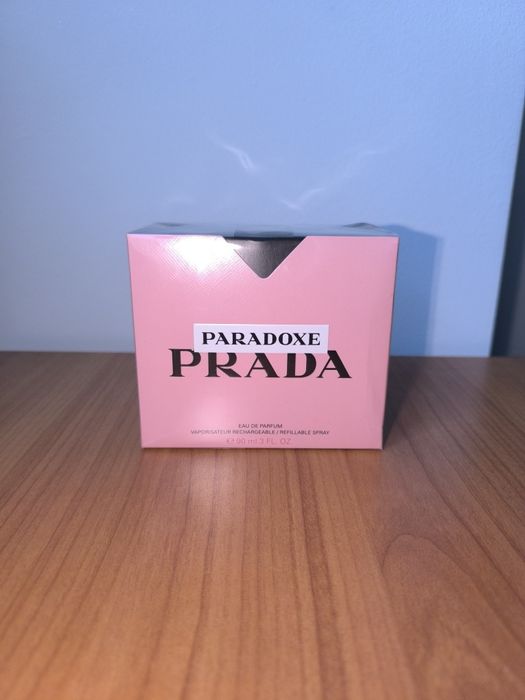 PARADOXE
PRADA
EAU DE PARFUM
VAPORISATEUR RECHARGEABLE / REFILLABLE SPRAY
℮ 90 ml 3 FL. OZ.